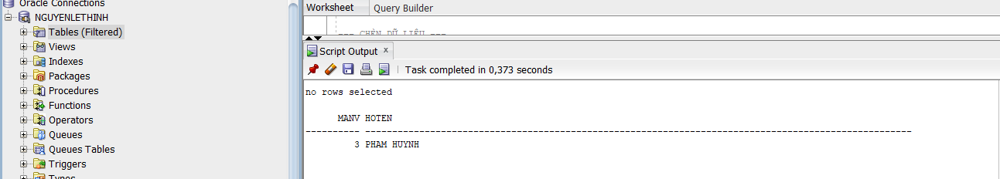 Oracle Connections
NGUYENLETHINH
Tables (Filtered)
Views
Indexes
Packages
Procedures
Functions
Operators
Queues
Queues Tables
Triggers
Types
Worksheet Query Builder
--- CHÈN DỮ LIỆU ---
Script Output x
Task completed in 0,373 seconds
no rows selected
MANV HOTEN
---------- ----------------------------------------------------------------------------------------------------
3 PHAM HUYNH